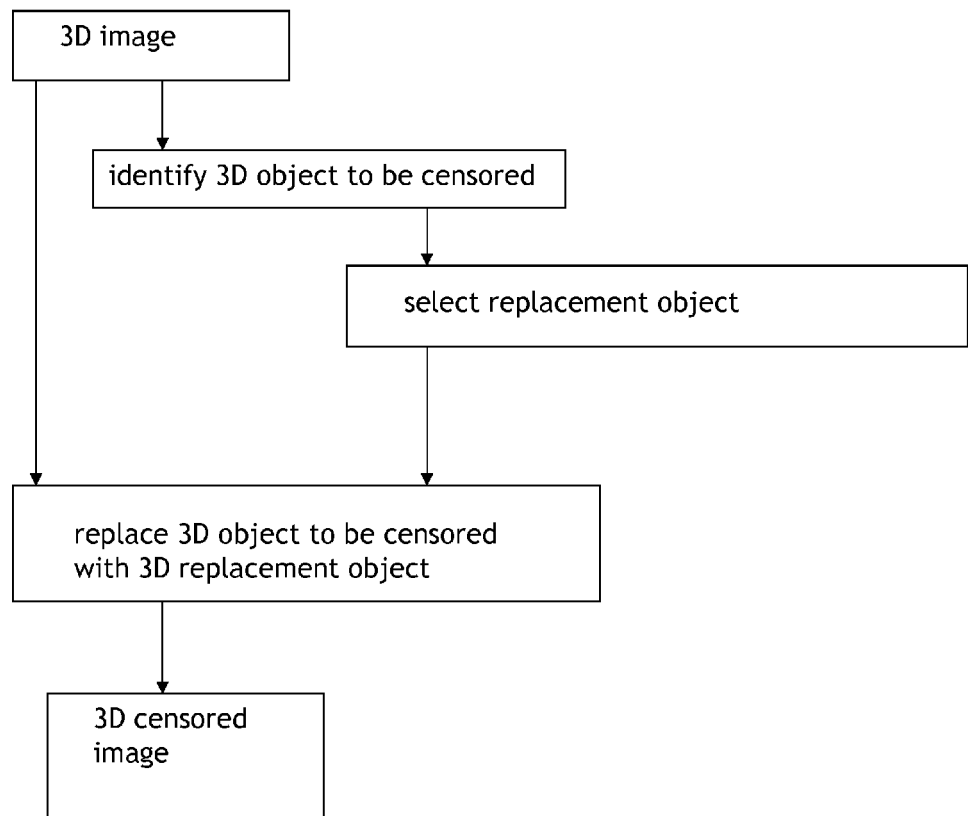 3D image
identify 3D object to be censored
select replacement object
replace 3D object to be censored
with 3D replacement object
3D censored
image